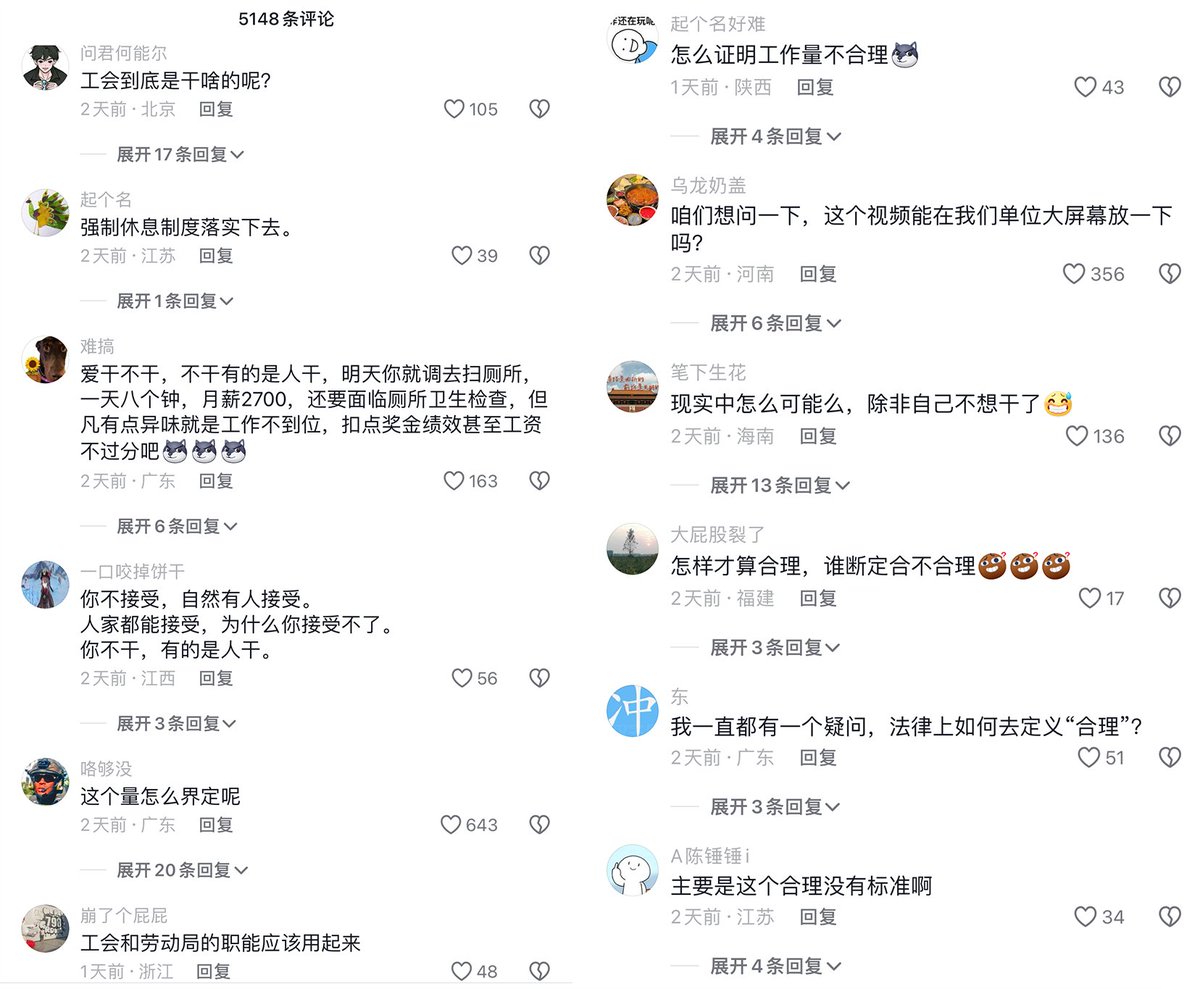 5148条评论
问君何能尔
工会到底是干啥的呢?
2天前·北京 回复 105
展开17条回复
起个名
强制休息制度落实下去。
2天前·江苏 回复 39
展开1条回复
难搞
爱干不干，不干有的是人干，明天你就调去扫厕所，
一天八个钟，月薪2700，还要面临厕所卫生检查，但
凡有点异味就是工作不到位，扣点奖金绩效甚至工资
不过分吧
2天前·广东 回复 163
展开6条回复
一口咬掉饼干
你不接受，自然有人接受。
人家都能接受，为什么你接受不了。
你不干，有的是人干。
2天前·江西 回复 56
展开3条回复
咯够没
这个量怎么界定呢
2天前·广东 回复 643
展开20条回复
崩了个屁屁
工会和劳动局的职能应该用起来
1天前·浙江 回复 48
起个名好难
怎么证明工作量不合理
1天前·陕西 回复 43
展开4条回复
乌龙奶盖
咱们想问一下，这个视频能在我们单位大屏幕放一下
吗?
2天前·河南 回复 356
展开6条回复
笔下生花
现实中怎么可能么，除非自己不想干了
2天前·海南 回复 136
展开13条回复
大屁股裂了
怎样才算合理，谁断定合不合理
2天前·福建 回复 17
展开3条回复
冲
东
我一直都有一个疑问，法律上如何去定义“合理”?
2天前·广东 回复 51
展开3条回复
A陈锤锤i
主要是这个合理没有标准啊
2天前·江苏 回复 34
展开4条回复